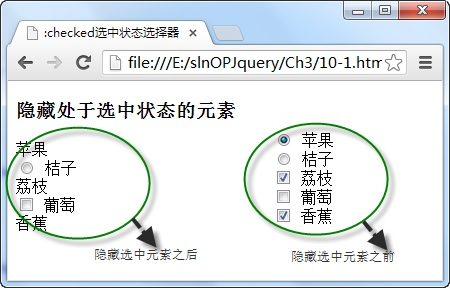 :checked选中状态选择器
file:///E:/slnOPJquery/Ch3/10-1.htm
隐藏处于选中状态的元素
苹果
桔子
荔枝
葡萄
香蕉
隐藏选中元素之后
苹果
桔子
荔枝
葡萄
香蕉
隐藏选中元素之前